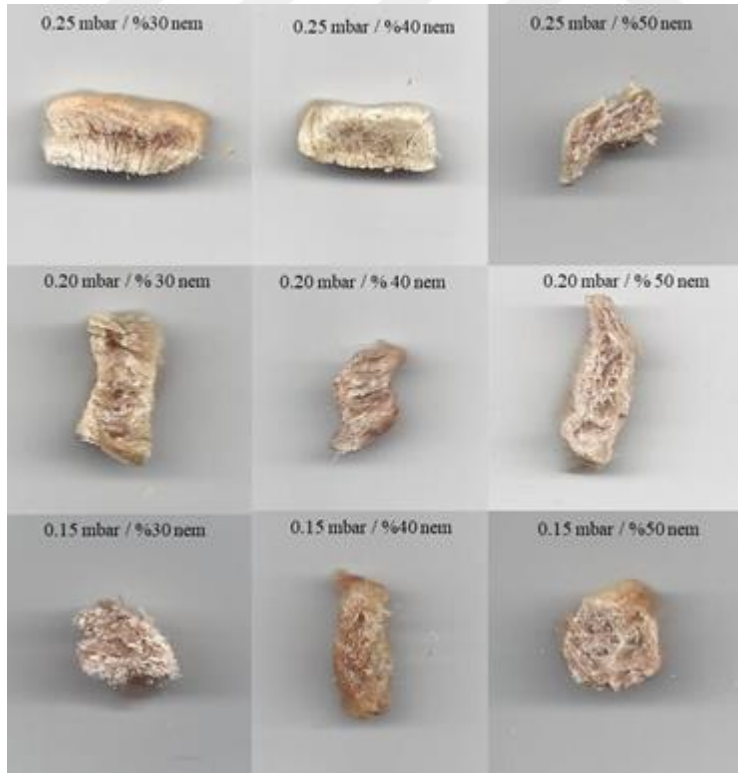 0.25 mbar / %30 nem
0.25 mbar / %40 nem
0.25 mbar / %50 nem
0.20 mbar / % 30 nem
0.20 mbar / % 40 nem
0.20 mbar / % 50 nem
0.15 mbar / %30 nem
0.15 mbar / %40 nem
0.15 mbar / %50 nem